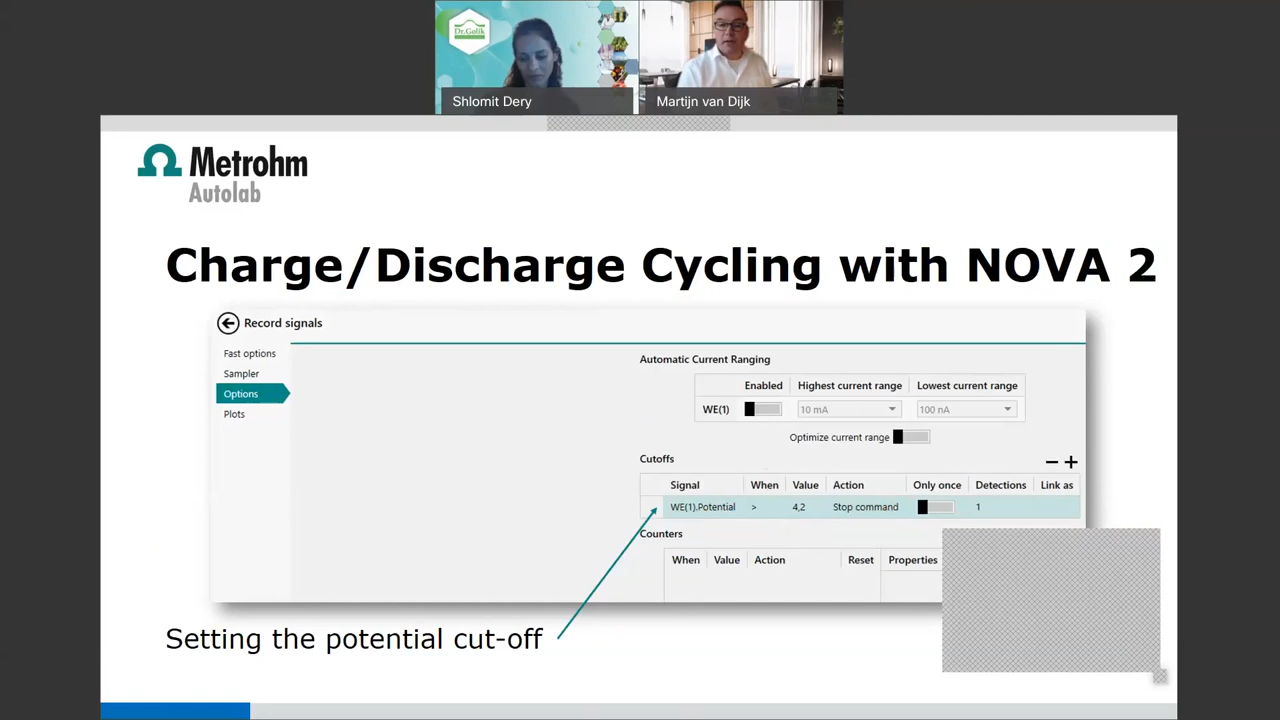 Dr.Golik
Shlomit Dery
Martijn van Dijk
Metrohm
Autolab
Charge/Discharge Cycling with NOVA 2
Record signals
Fast options
Sampler
Options
Plots
Automatic Current Ranging
Enabled Highest current range Lowest current range
WE(1) 10 mA 100 nA
Optimize current range
Cutoffs
Signal When Value Action Only once Detections Link as
WE(1).Potential > 4,2 Stop command 1
Counters
When Value Action Reset Properties
Setting the potential cut-off